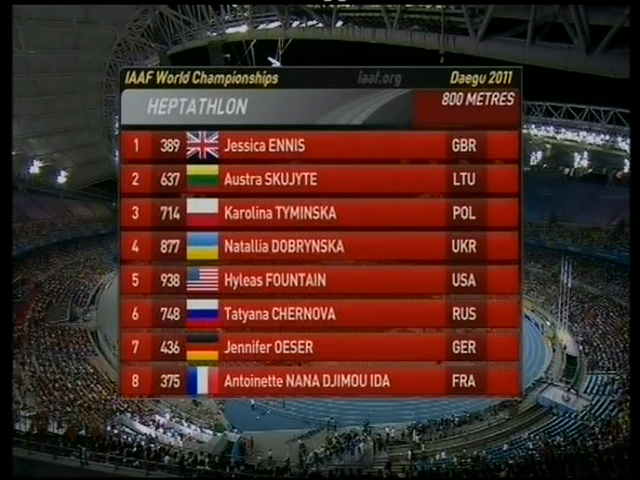 IAAF World Championships iaaf.org Daegu 2011
HEPTATHLON 800 METRES
1 389 Jessica ENNIS GBR
2 637 Austra SKUJYTE LTU
3 714 Karolina TYMINSKA POL
4 877 Natallia DOBRYNSKA UKR
5 938 Hyleas FOUNTAIN USA
6 748 Tatyana CHERNOVA RUS
7 436 Jennifer OESER GER
8 375 Antoinette NANA DJIMOU IDA FRA